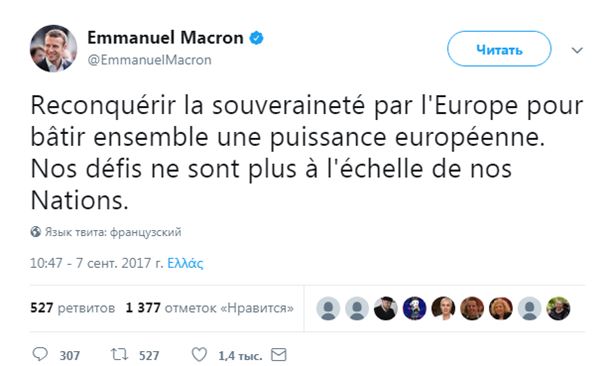 Emmanuel Macron
@EmmanuelMacron
Читать
Reconquérir la souveraineté par l'Europe pour
bâtir ensemble une puissance européenne.
Nos défis ne sont plus à l'échelle de nos
Nations.
Язык твита: французский
10:47 - 7 сент. 2017 г. Ελλάς
527 ретвитов 1 377 отметок «Нравится»
307 527 1,4 тыс.